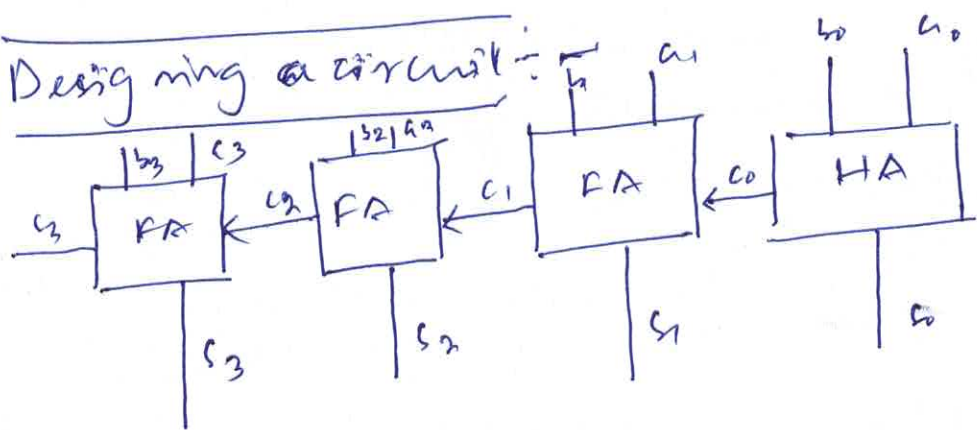 Designing a circuit :-
b1 a1 b0 a0
b3 a3 b2 a2
c3 FA c2 FA c1 FA c0 HA
s3 s2 s1 s0